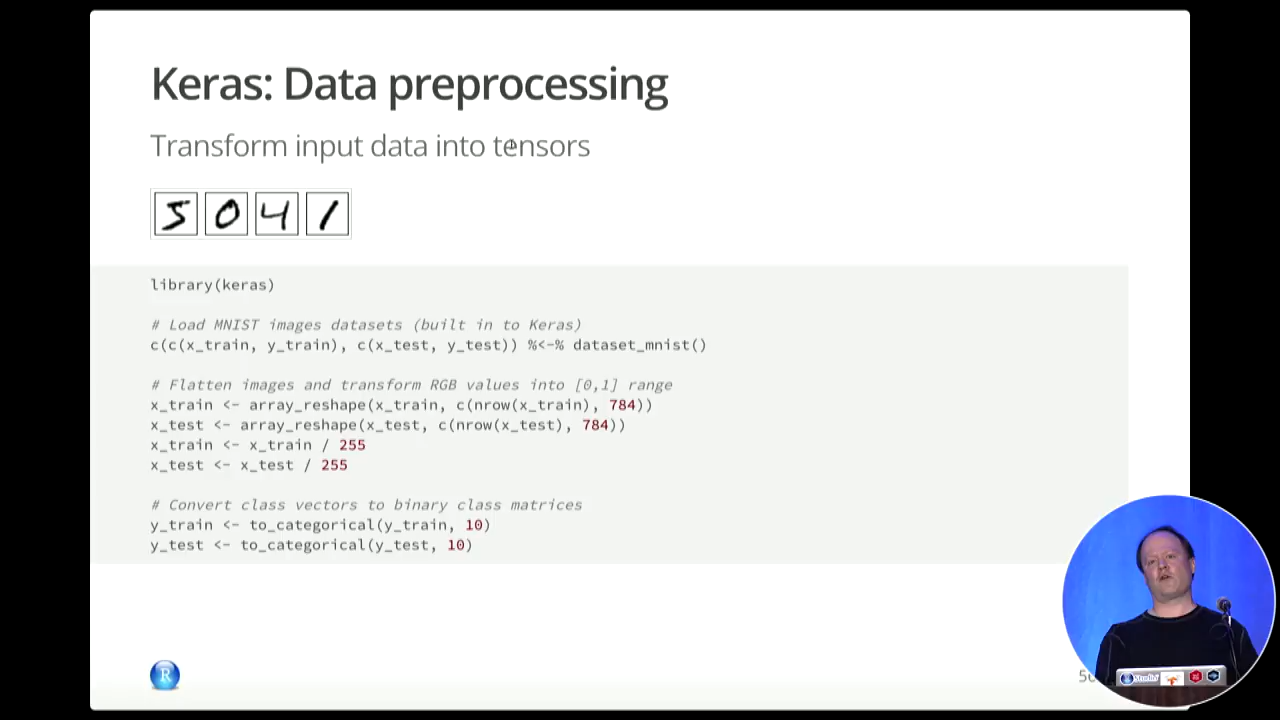 Keras: Data preprocessing
Transform input data into tensors
5 0 4 1
library(keras)
# Load MNIST images datasets (built in to Keras)
c(c(x_train, y_train), c(x_test, y_test)) %<-% dataset_mnist()
# Flatten images and transform RGB values into [0,1] range
x_train <- array_reshape(x_train, c(nrow(x_train), 784))
x_test <- array_reshape(x_test, c(nrow(x_test), 784))
x_train <- x_train / 255
x_test <- x_test / 255
# Convert class vectors to binary class matrices
y_train <- to_categorical(y_train, 10)
y_test <- to_categorical(y_test, 10)
R
R Studio